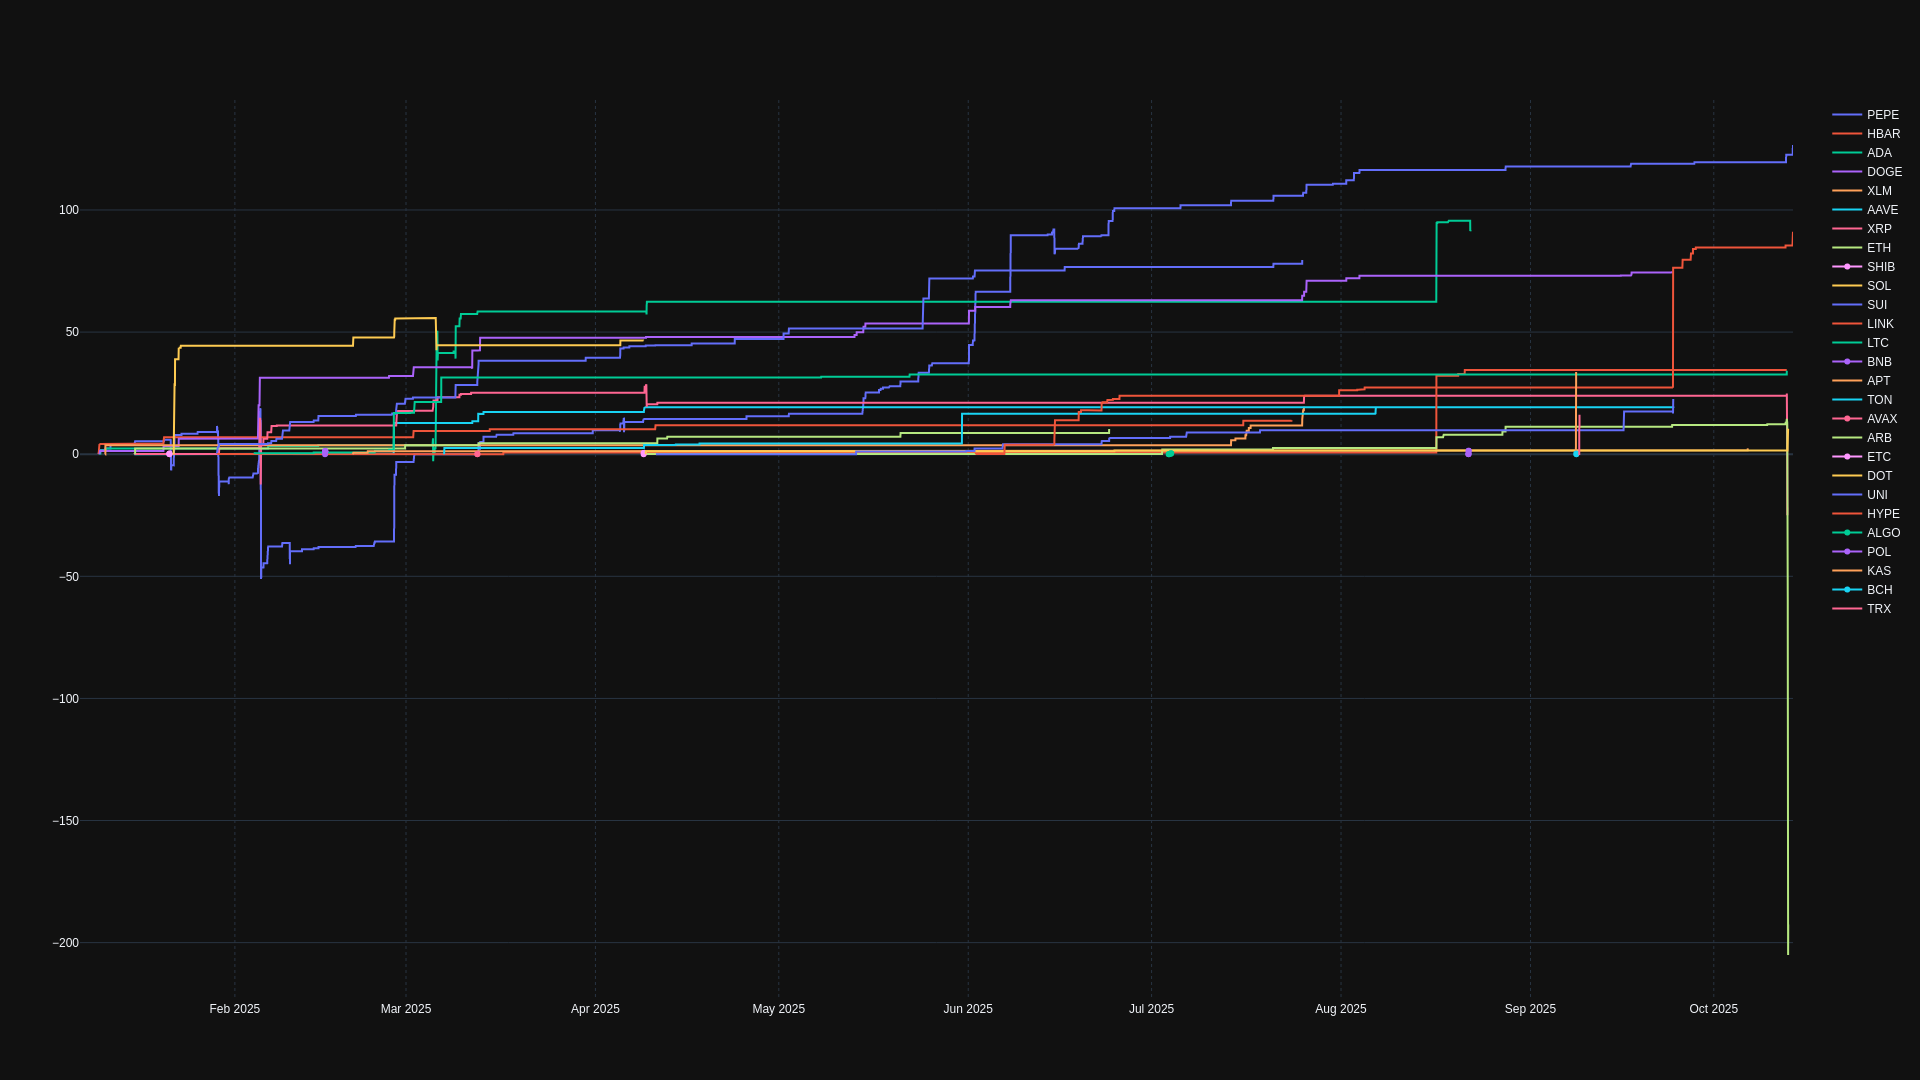 100
50
0
−50
−100
−150
−200
Feb 2025
Mar 2025
Apr 2025
May 2025
Jun 2025
Jul 2025
Aug 2025
Sep 2025
Oct 2025
PEPE
HBAR
ADA
DOGE
XLM
AAVE
XRP
ETH
SHIB
SOL
SUI
LINK
LTC
BNB
APT
TON
AVAX
ARB
ETC
DOT
UNI
HYPE
ALGO
POL
KAS
BCH
TRX